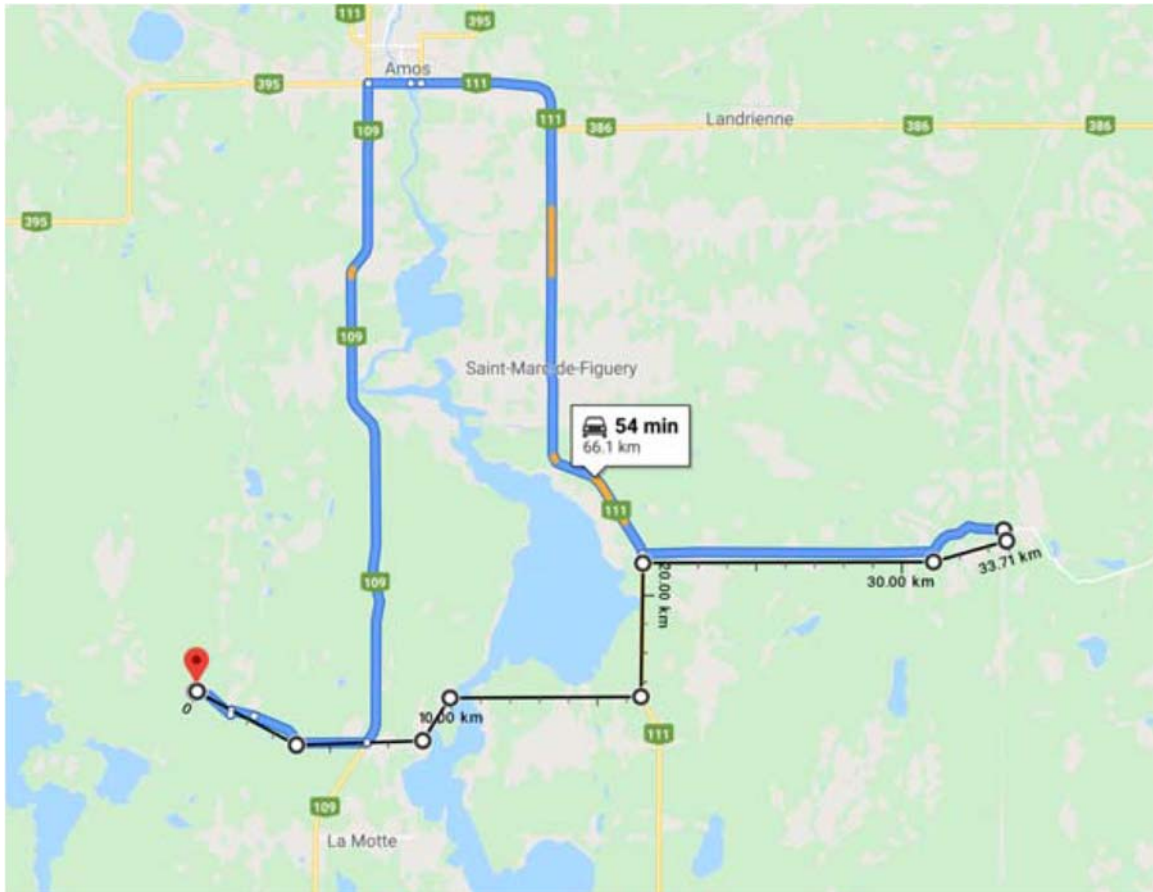 111
395
Amos
395
111
109
111
386
Landrienne
386
386
395
109
Saint-Marc-de-Figuery
54 min
66.1 km
111
109
20.00 km
30.00 km
33.71 km
0
10.00 km
111
109
La Motte